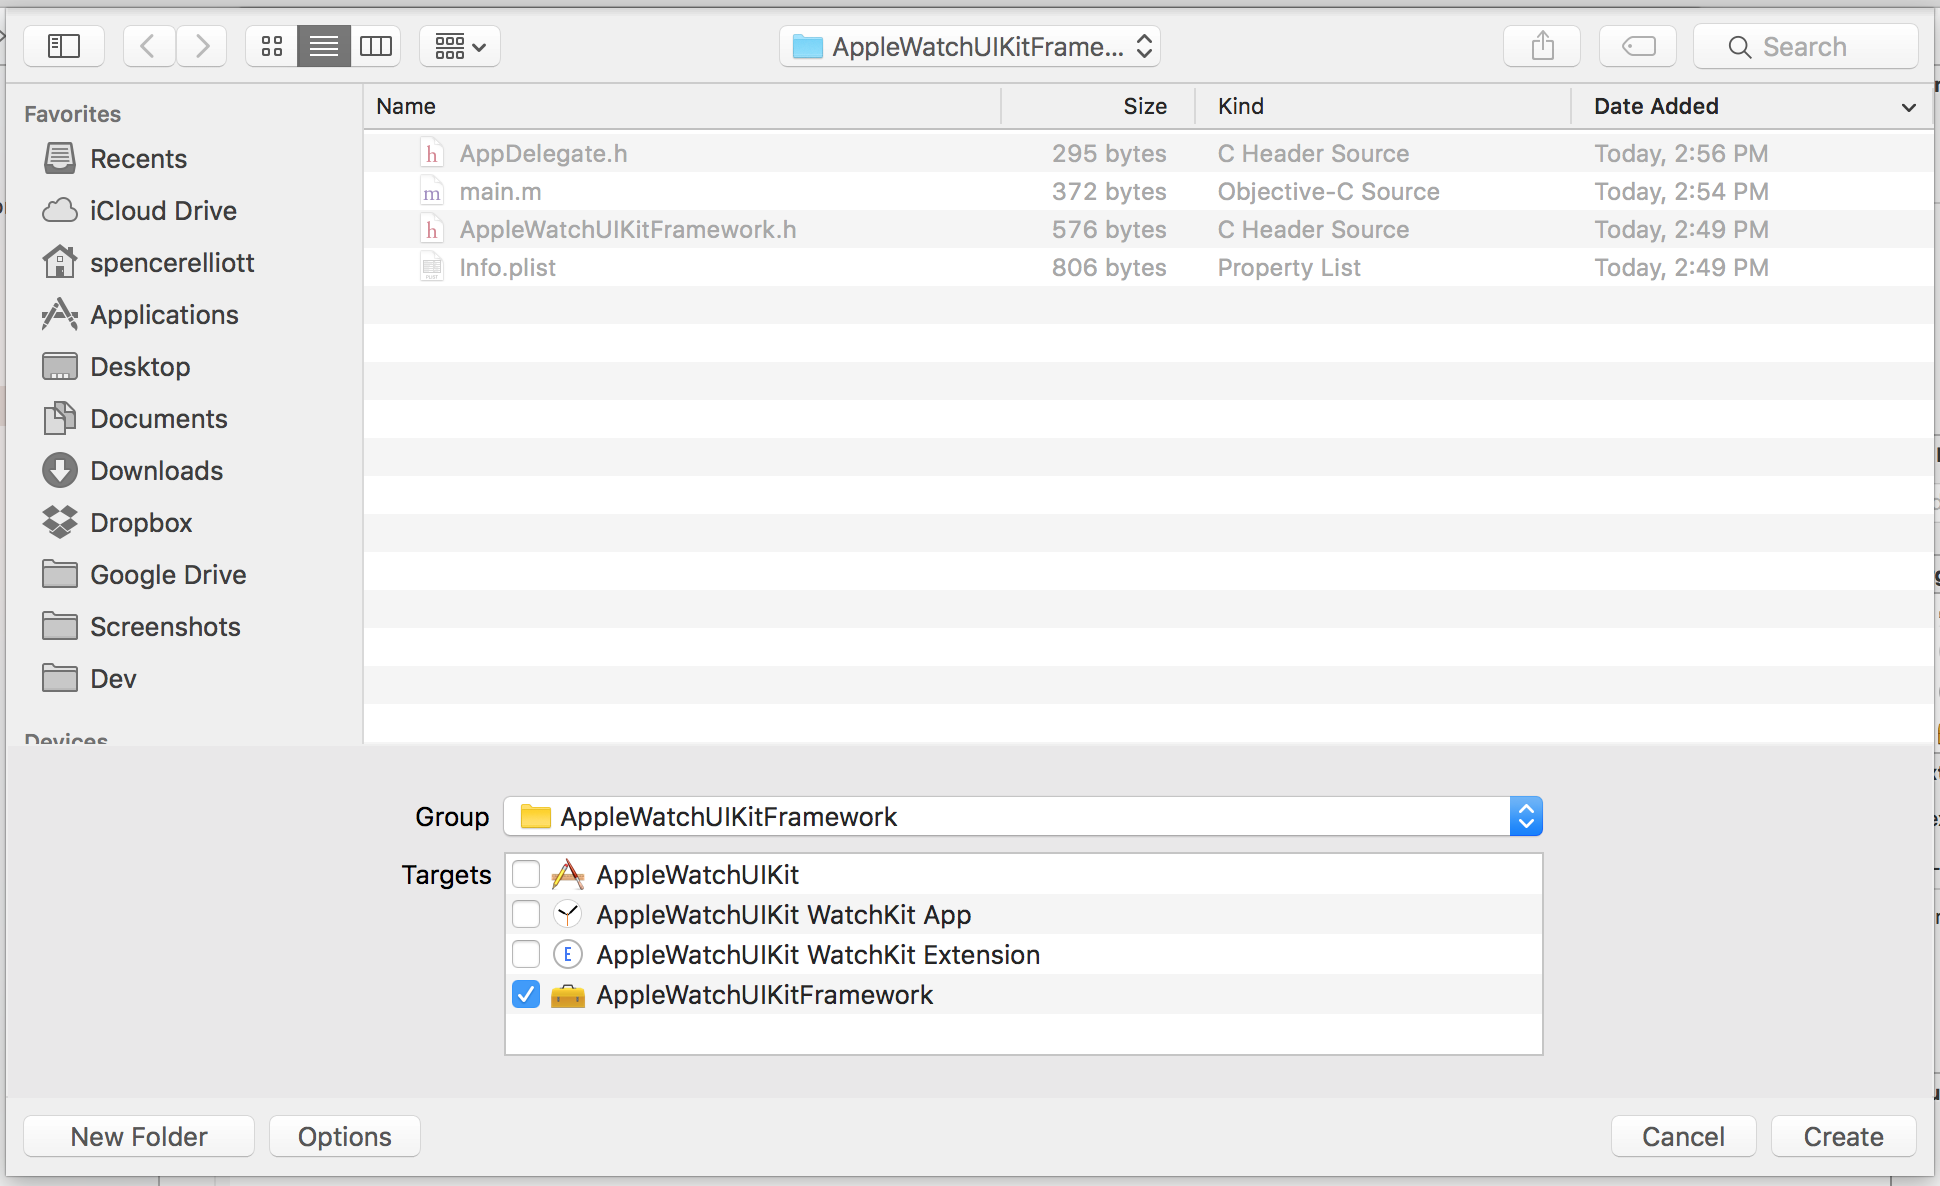 AppleWatchUIKitFrame...
Search
Favorites
Recents
iCloud Drive
spencerelliott
Applications
Desktop
Documents
Downloads
Dropbox
Google Drive
Screenshots
Dev
Devices
Name Size Kind Date Added
h AppDelegate.h 295 bytes C Header Source Today, 2:56 PM
m main.m 372 bytes Objective-C Source Today, 2:54 PM
h AppleWatchUIKitFramework.h 576 bytes C Header Source Today, 2:49 PM
Info.plist 806 bytes Property List Today, 2:49 PM
Group AppleWatchUIKitFramework
Targets AppleWatchUIKit
AppleWatchUIKit WatchKit App
E AppleWatchUIKit WatchKit Extension
AppleWatchUIKitFramework
New Folder Options Cancel Create